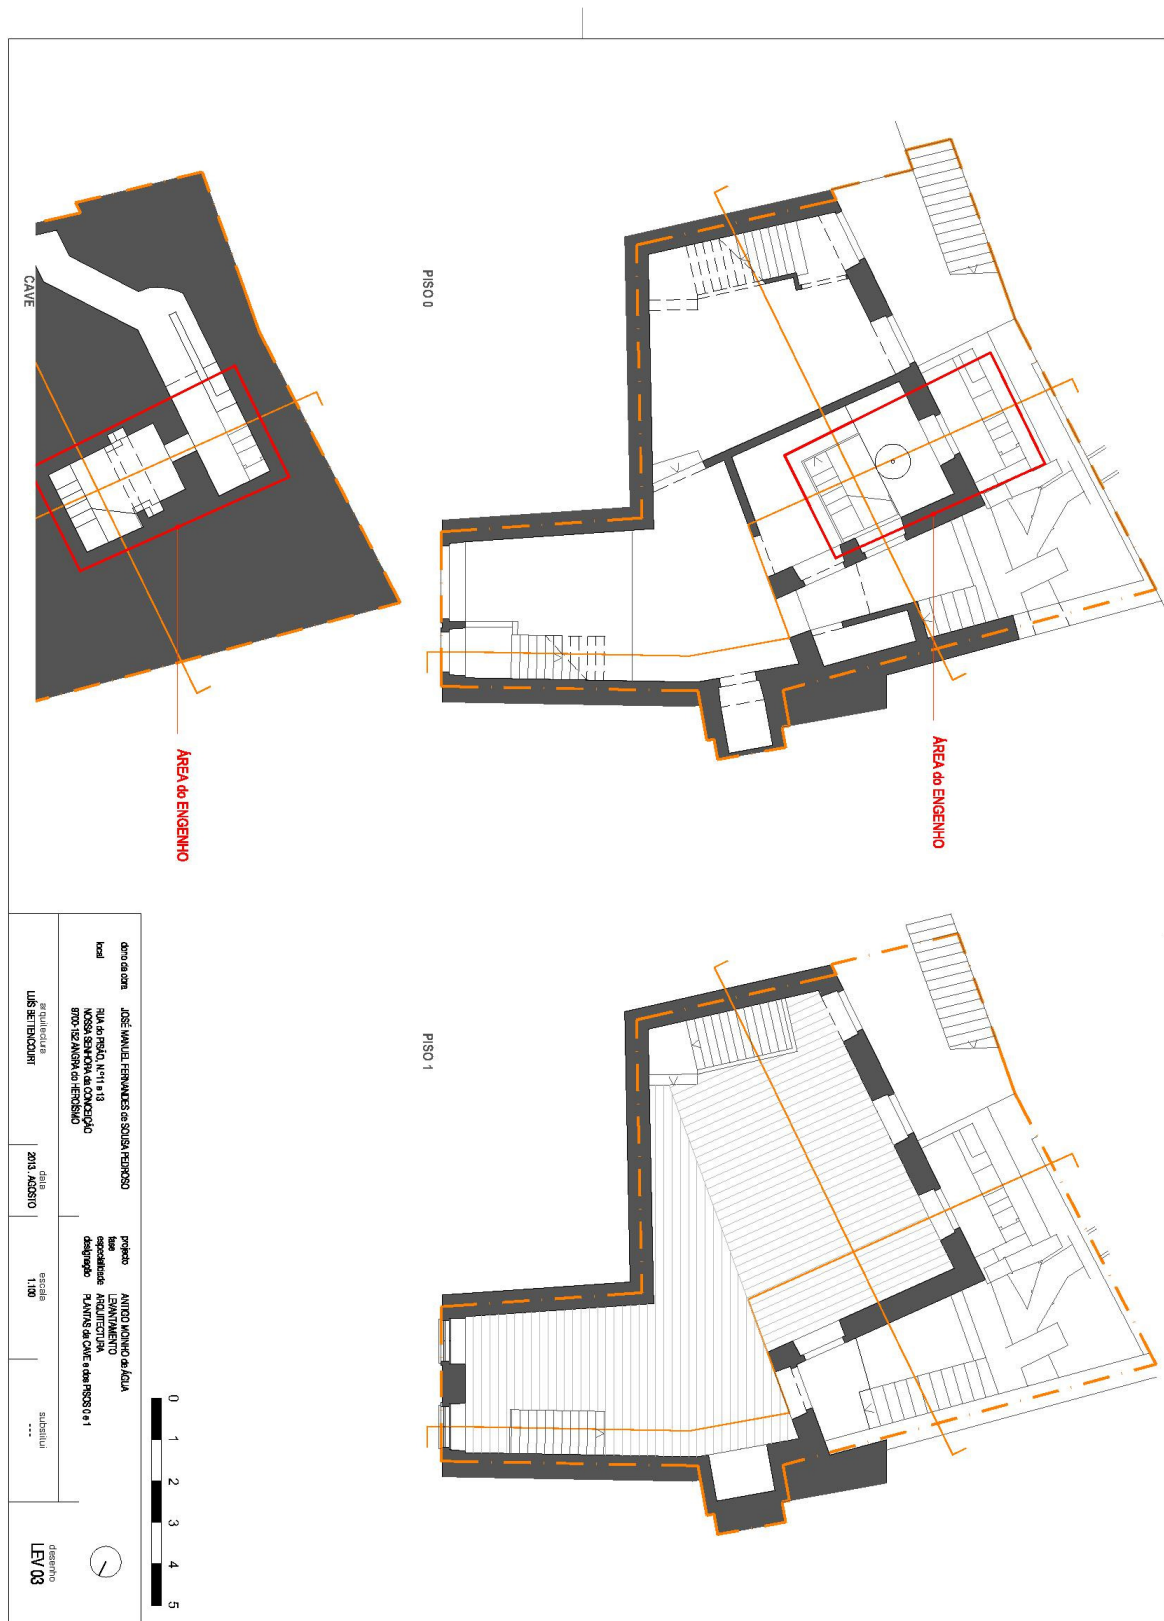 PISO 0
PISO 1
CAVE
ÁREA do ENGENHO
ÁREA do ENGENHO
0 1 2 3 4 5
dono da obra JOSÉ MANUEL FERNANDES de SOUSA PEDROSO
local RUA do PISÃO, N.º 11 e 13
NOSSA SENHORA da CONCEIÇÃO
9700-152 ANGRA do HEROÍSMO
projecto ANTIGO MOINHO de ÁGUA
fase LEVANTAMENTO
especialidade ARQUITECTURA
designação PLANTAS da CAVE e dos PISOS 0 e 1
arquitectura
LUÍS BETTENCOURT
data
2013 . AGOSTO
escala
1.100
substitui
---
desenho
LEV 03